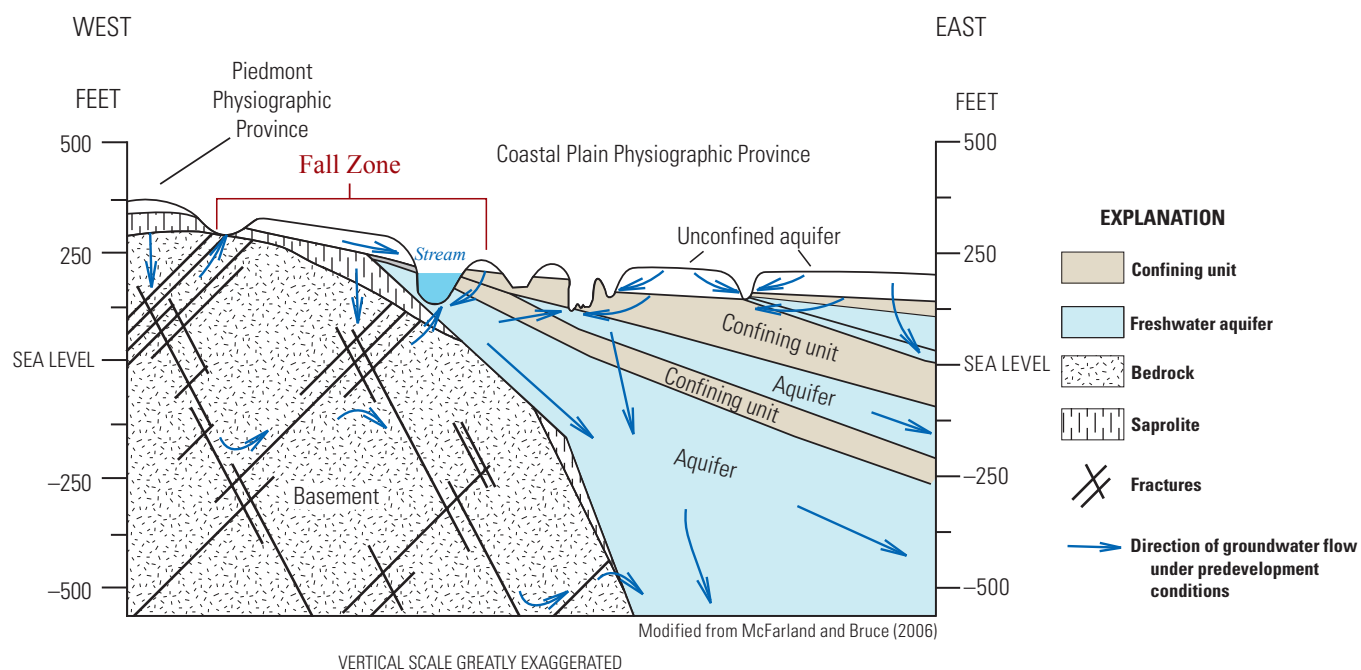 WEST
EAST
Piedmont
Physiographic
Province
FEET
FEET
500
500
Coastal Plain Physiographic Province
Fall Zone
Unconfined aquifer
Stream
250
250
SEA LEVEL
SEA LEVEL
Confining unit
Aquifer
Confining unit
Aquifer
Basement
–250
–250
–500
–500
Modified from McFarland and Bruce (2006)
VERTICAL SCALE GREATLY EXAGGERATED
EXPLANATION
Confining unit
Freshwater aquifer
Bedrock
Saprolite
Fractures
Direction of groundwater flow
under predevelopment
conditions